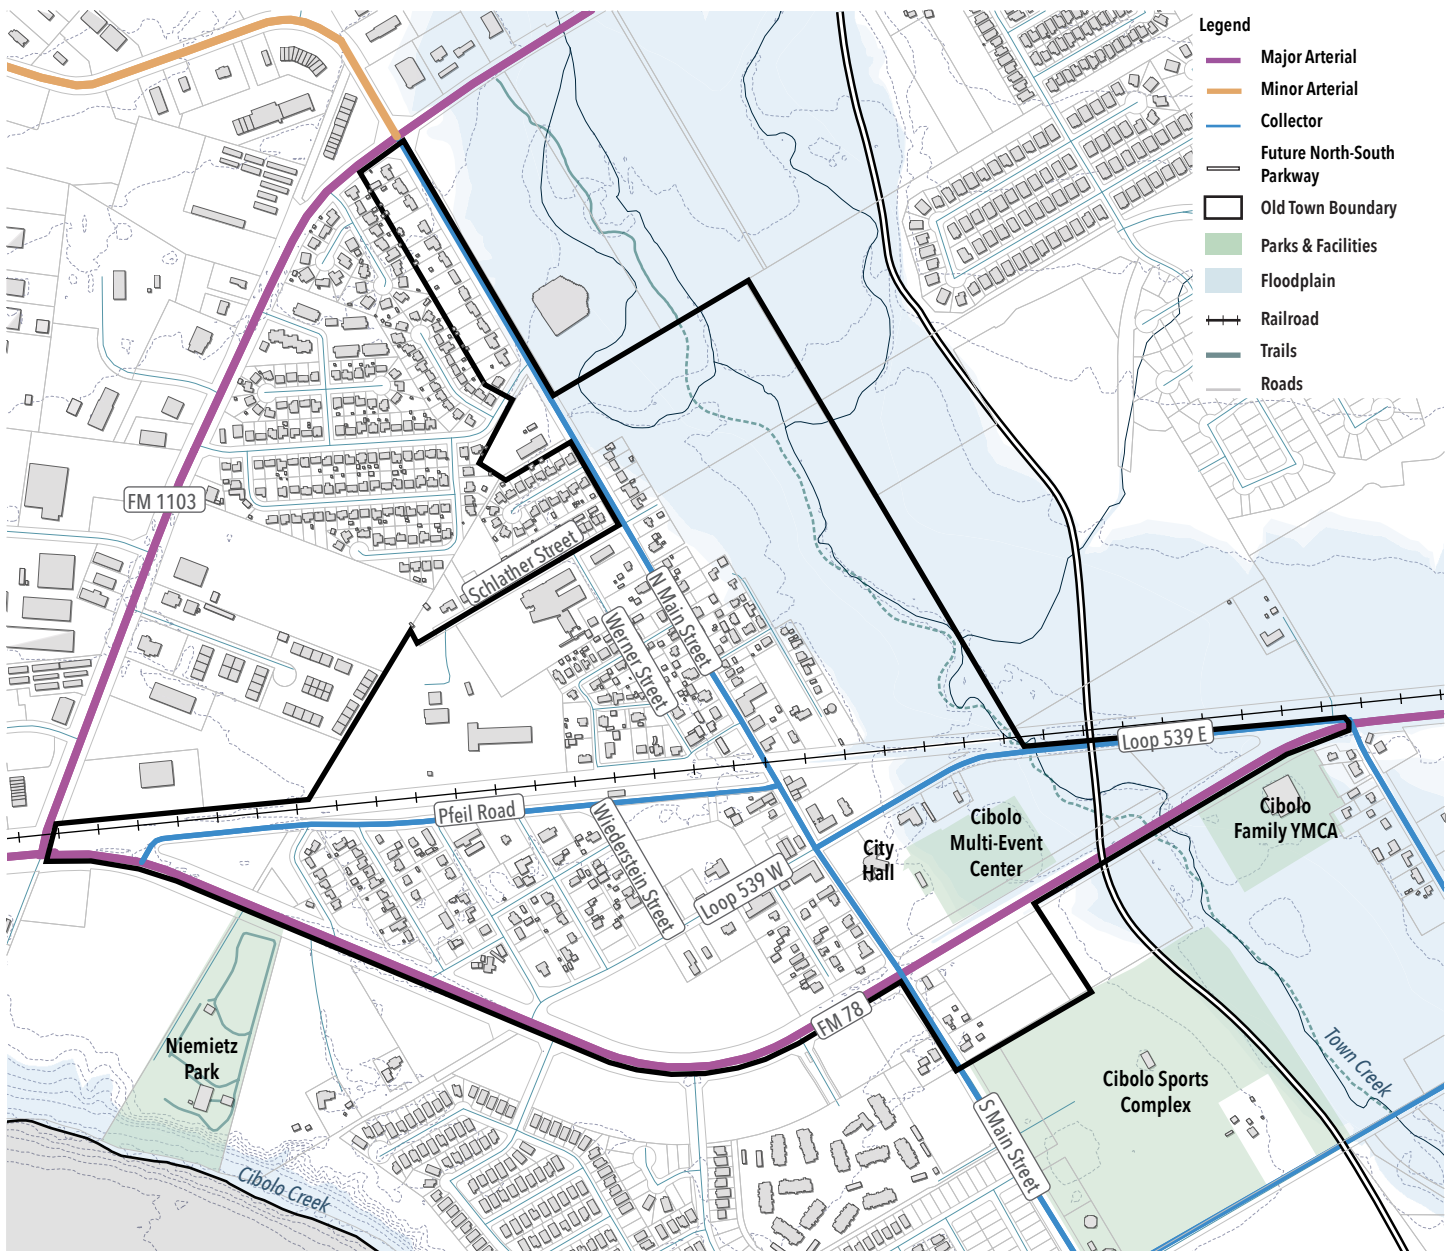 Legend
Major Arterial
Minor Arterial
Collector
Future North-South
Parkway
Old Town Boundary
Parks & Facilities
Floodplain
Railroad
Trails
Roads
FM 1103
Schlather Street
N Main Street
Werner Street
Loop 539 E
Pfeil Road
Wiederstein Street
Loop 539 W
City
Hall
Cibolo
Multi-Event
Center
Cibolo
Family YMCA
FM 78
Niemietz
Park
Cibolo Sports
Complex
Town Creek
S Main Street
Cibolo Creek